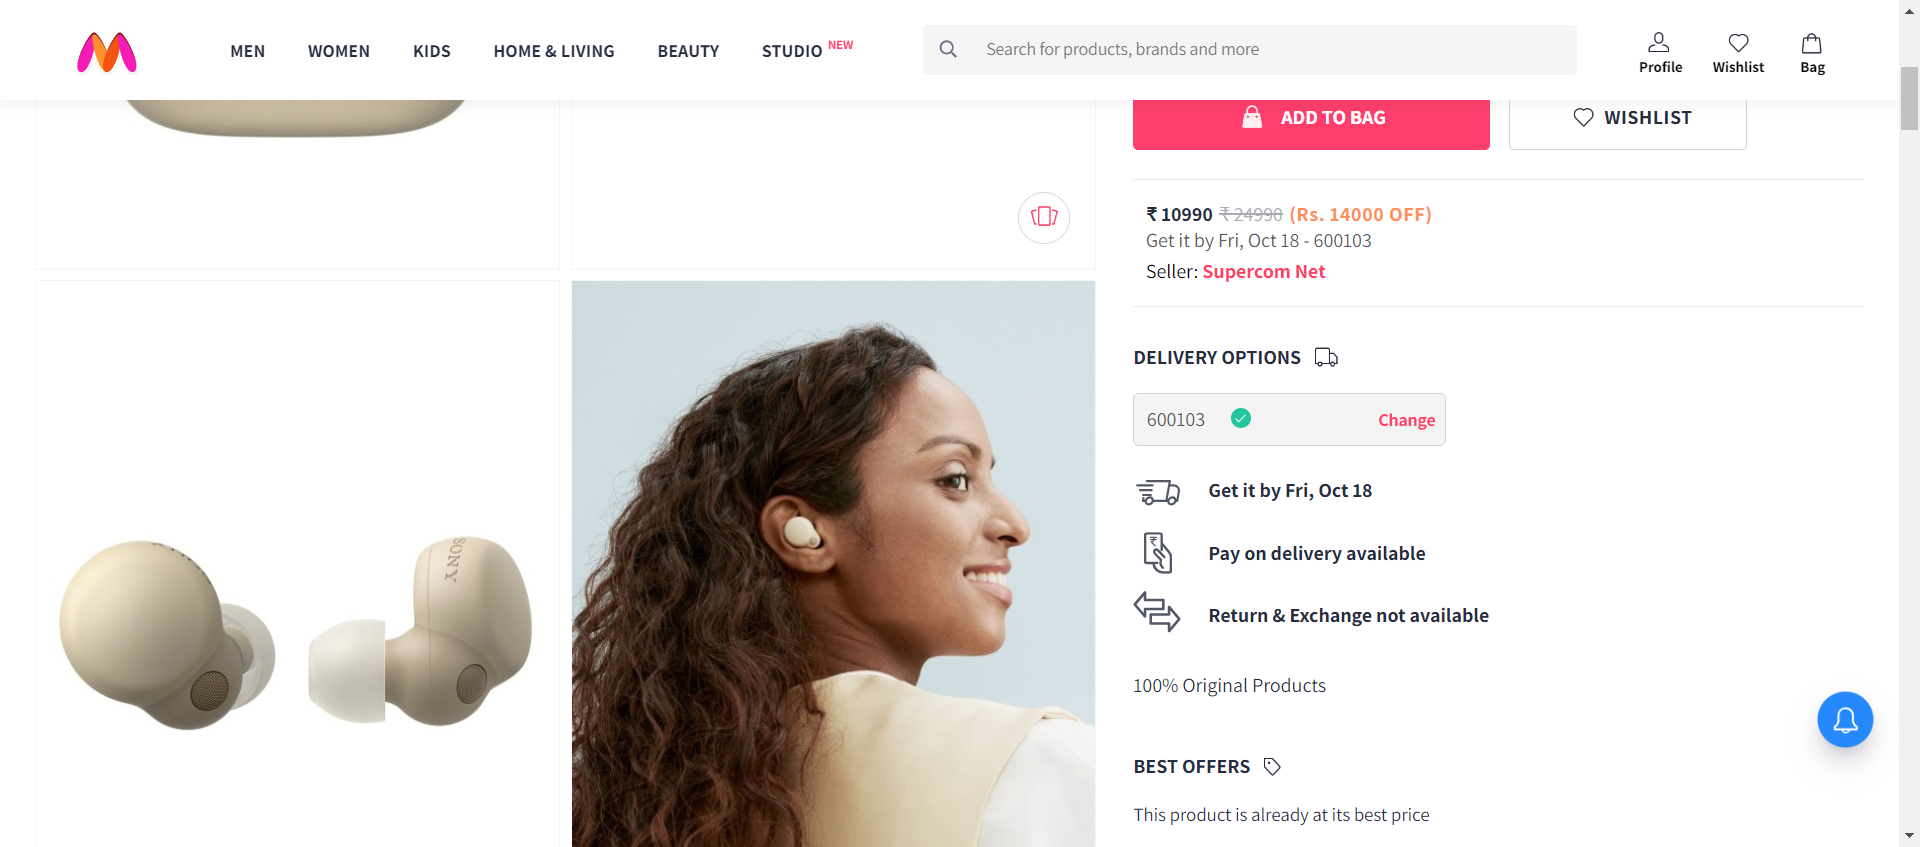 MEN
WOMEN
KIDS
HOME & LIVING
BEAUTY
STUDIO NEW
Search for products, brands and more
Profile
Wishlist
Bag
ADD TO BAG
WISHLIST
₹ 10990 ₹ 24990 (Rs. 14000 OFF)
Get it by Fri, Oct 18 - 600103
Seller: Supercom Net
DELIVERY OPTIONS
600103
Change
Get it by Fri, Oct 18
₹
Pay on delivery available
Return & Exchange not available
100% Original Products
BEST OFFERS
This product is already at its best price
SONY